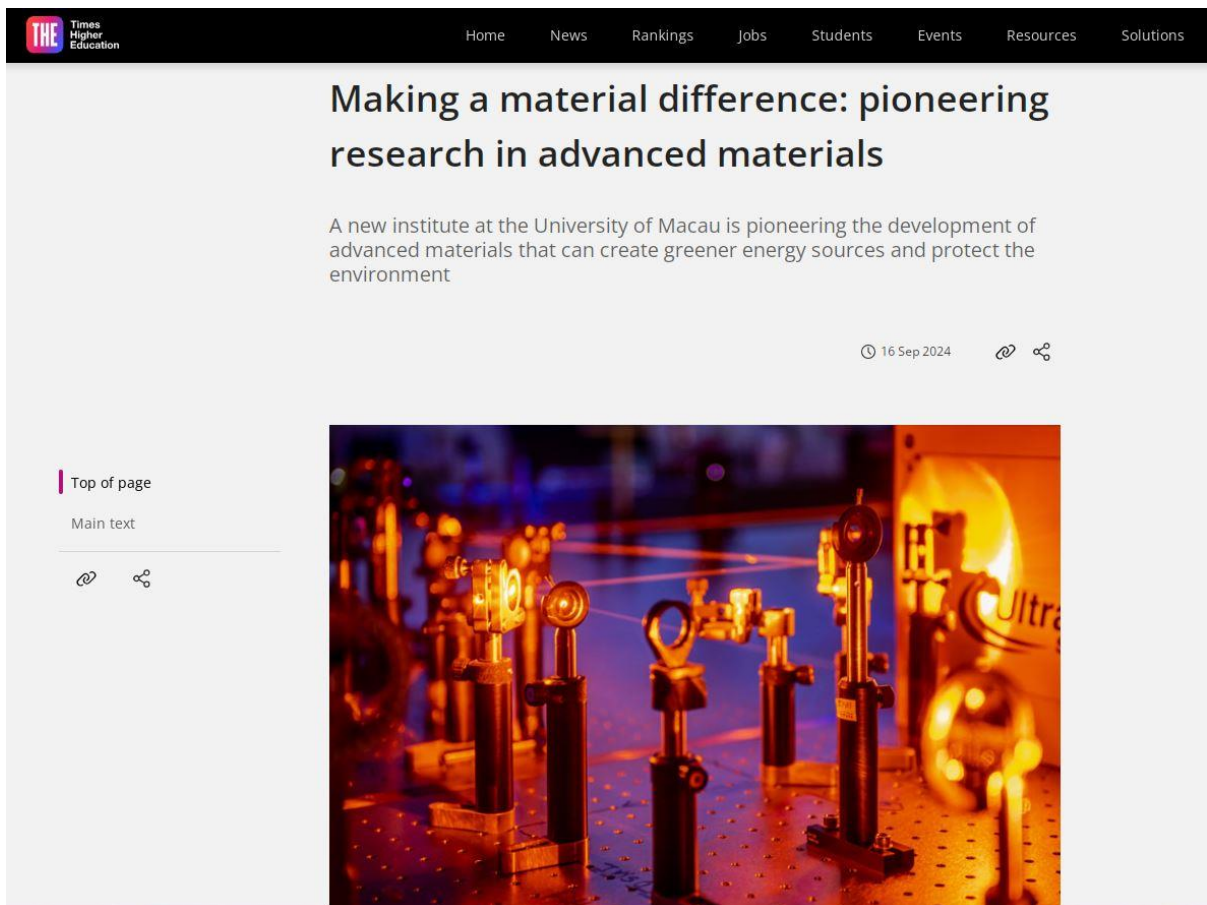 THE
Times
Higher
Education
Home News Rankings Jobs Students Events Resources Solutions
Making a material difference: pioneering
research in advanced materials
A new institute at the University of Macau is pioneering the development of
advanced materials that can create greener energy sources and protect the
environment
16 Sep 2024
Top of page
Main text
Ultra